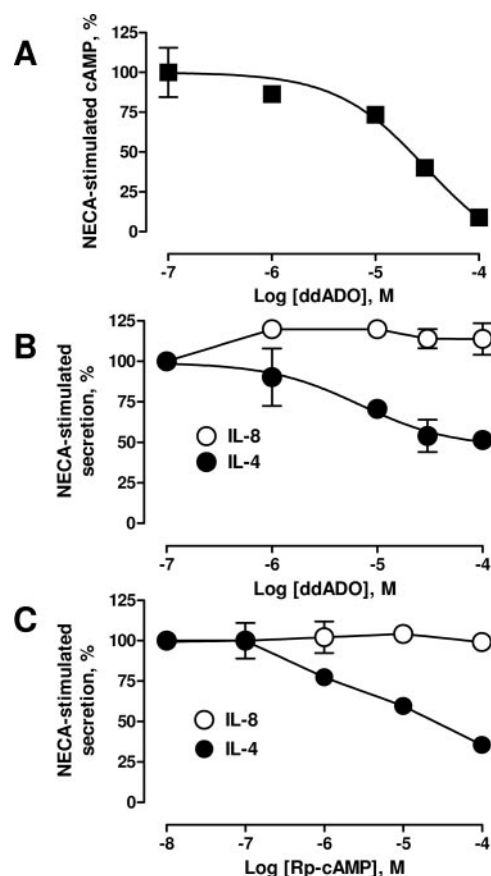 A
NECA-stimulated cAMP, %
125
100
75
50
25
0
-7 -6 -5 -4
Log [ddADO], M
B
NECA-stimulated
secretion, %
125
100
75
50
25
0
IL-8
IL-4
-7 -6 -5 -4
Log [ddADO], M
C
NECA-stimulated
secretion, %
125
100
75
50
25
0
IL-8
IL-4
-8 -7 -6 -5 -4
Log [Rp-cAMP], M